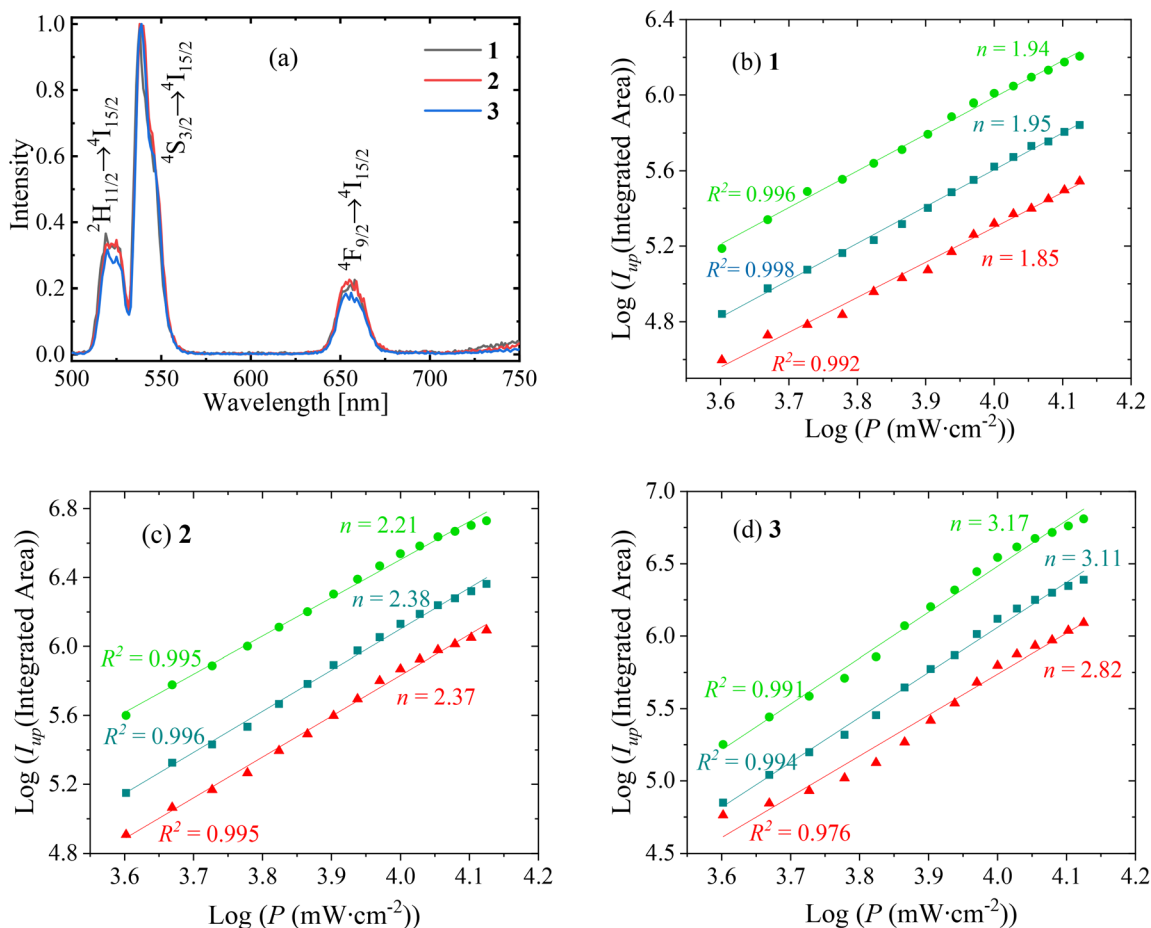 (a)
1
2
3
²H₁₁/₂→⁴I₁₅/₂
⁴S₃/₂→⁴I₁₅/₂
⁴F₉/₂→⁴I₁₅/₂
Intensity
1.0
0.8
0.6
0.4
0.2
0.0
500 550 600 650 700 750
Wavelength [nm]
(b) 1
n = 1.94
n = 1.95
n = 1.85
R²= 0.996
R²= 0.998
R²= 0.992
Log (Iup(Integrated Area))
6.4
6.0
5.6
5.2
4.8
3.6 3.7 3.8 3.9 4.0 4.1 4.2
Log (P (mW·cm⁻²))
(c) 2
n = 2.21
n = 2.38
n = 2.37
R² = 0.995
R² = 0.996
R² = 0.995
Log (Iup(Integrated Area))
6.8
6.4
6.0
5.6
5.2
4.8
3.6 3.7 3.8 3.9 4.0 4.1 4.2
Log (P (mW·cm⁻²))
(d) 3
n = 3.17
n = 3.11
n = 2.82
R² = 0.991
R² = 0.994
R² = 0.976
Log (Iup(Integrated Area))
7.0
6.5
6.0
5.5
5.0
4.5
3.6 3.7 3.8 3.9 4.0 4.1 4.2
Log (P (mW·cm⁻²))